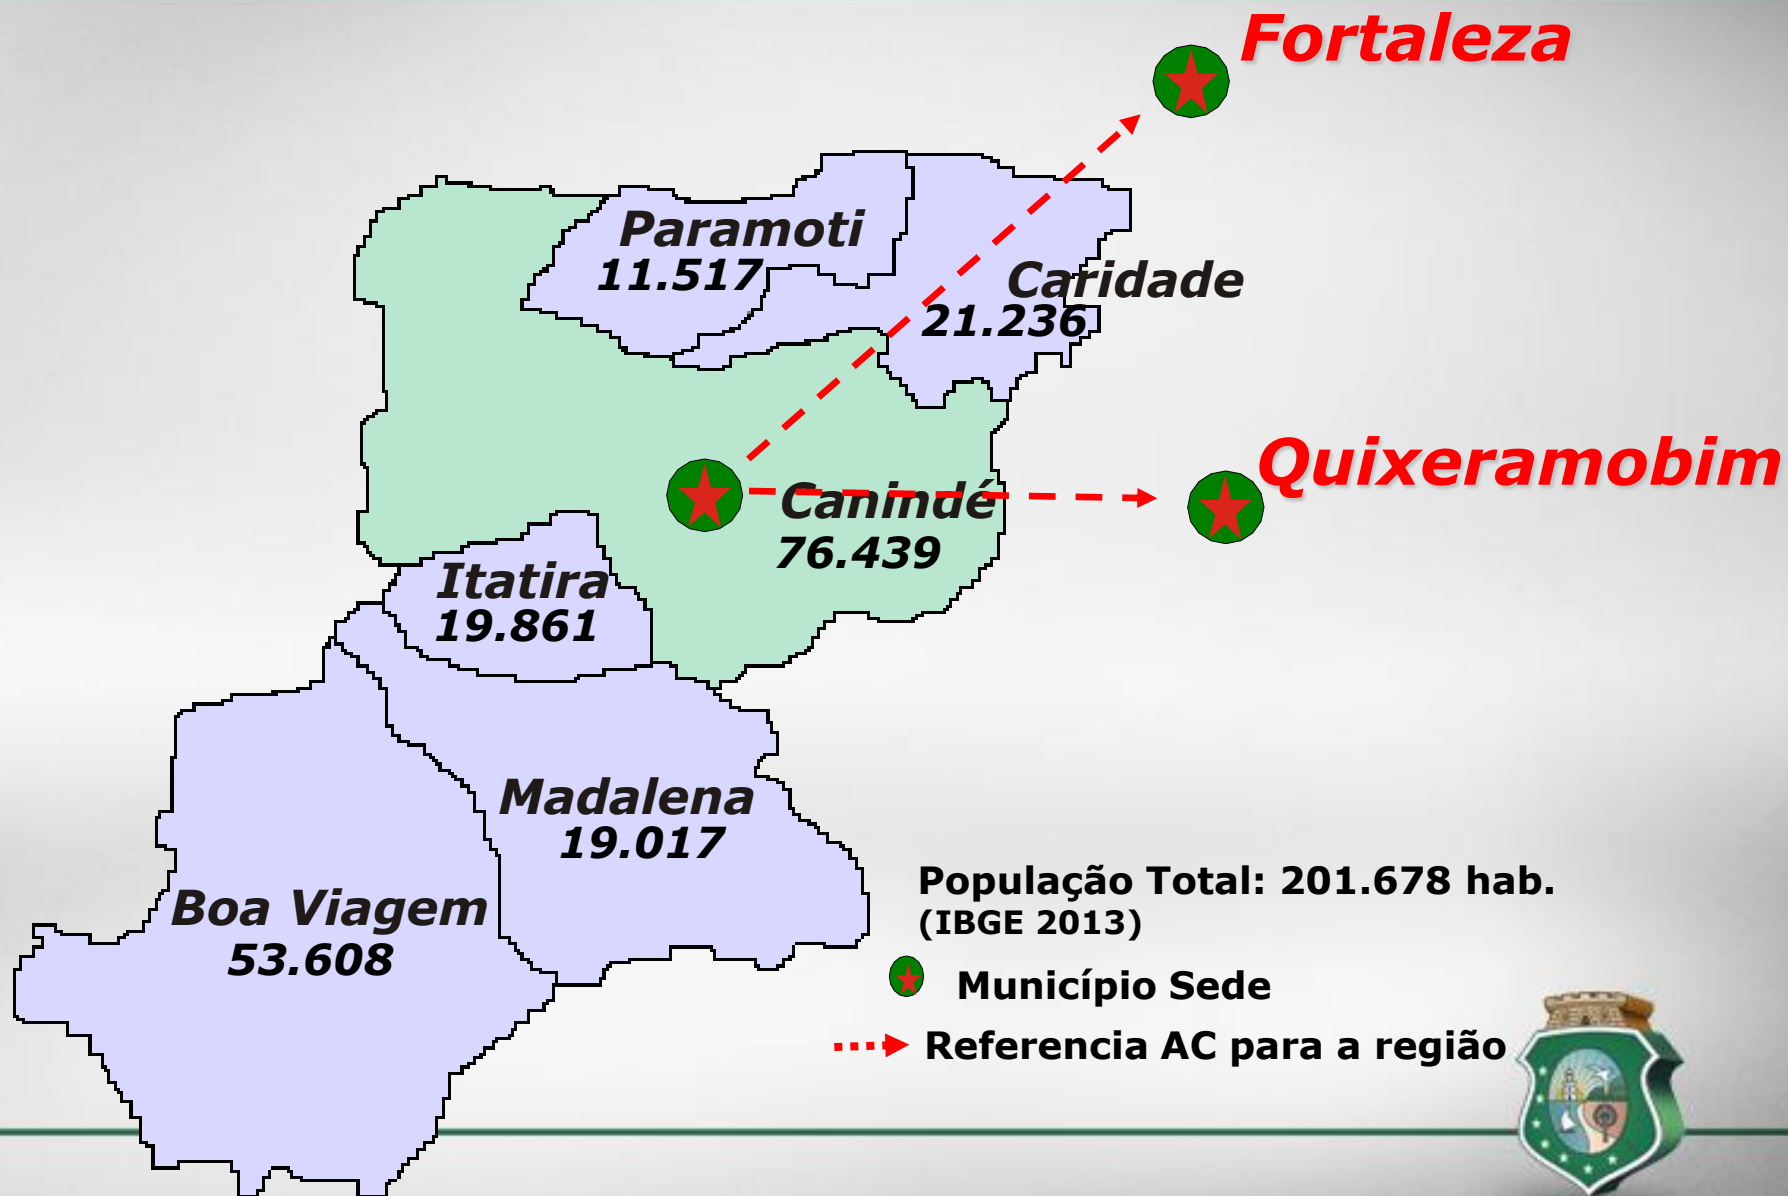 Fortaleza
Paramoti
11.517
Caridade
21.236
Quixeramobim
Canindé
76.439
Itatira
19.861
Madalena
19.017
Boa Viagem
53.608
População Total: 201.678 hab.
(IBGE 2013)
Município Sede
Referencia AC para a região